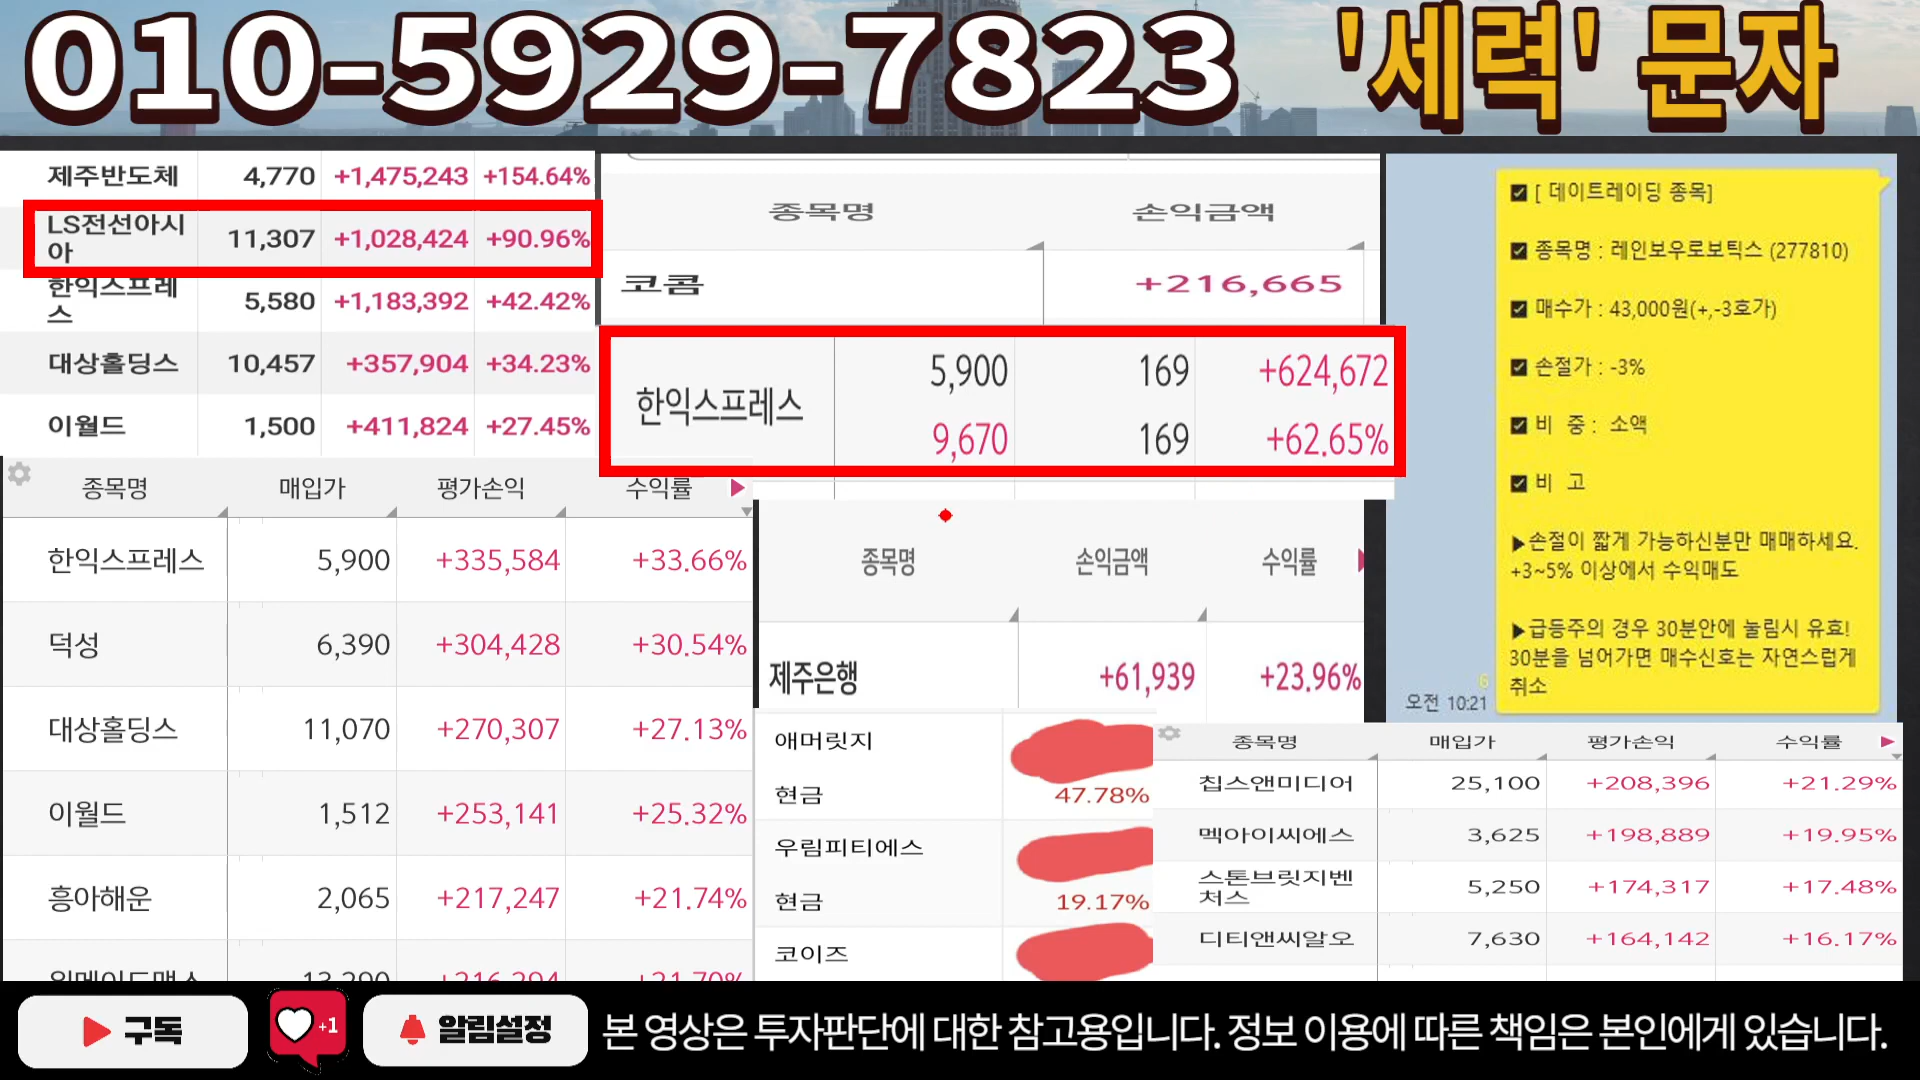 010-5929-7823 '세력' 문자
제주반도체 4,770 +1,475,243 +154.64%
LS전선아시아 11,307 +1,028,424 +90.96%
한익스프레스 5,580 +1,183,392 +42.42%
대상홀딩스 10,457 +357,904 +34.23%
이월드 1,500 +411,824 +27.45%
종목명 매입가 평가손익 수익률
한익스프레스 5,900 +335,584 +33.66%
덕성 6,390 +304,428 +30.54%
대상홀딩스 11,070 +270,307 +27.13%
이월드 1,512 +253,141 +25.32%
흥아해운 2,065 +217,247 +21.74%
종목명 손익금액
코콤 +216,665
한익스프레스 5,900 169 +624,672
9,670 169 +62.65%
종목명 손익금액 수익률
제주은행 +61,939 +23.96%
애머릿지
현금 47.78%
우림피티에스
현금 19.17%
코이즈
[ 데이트레이딩 종목]
종목명 : 레인보우로보틱스 (277810)
매수가 : 43,000원(+,-3호가)
손절가 : -3%
비 중 : 소액
비 고
▶손절이 짧게 가능하신분만 매매하세요.
+3~5% 이상에서 수익매도
▶급등주의 경우 30분안에 눌림시 유효!
30분을 넘어가면 매수신호는 자연스럽게
취소
6
오전 10:21
종목명 매입가 평가손익 수익률
칩스앤미디어 25,100 +208,396 +21.29%
멕아이씨에스 3,625 +198,889 +19.95%
스톤브릿지벤처스 5,250 +174,317 +17.48%
디티앤씨알오 7,630 +164,142 +16.17%
구독 +1 알림설정 본 영상은 투자판단에 대한 참고용입니다. 정보 이용에 따른 책임은 본인에게 있습니다.